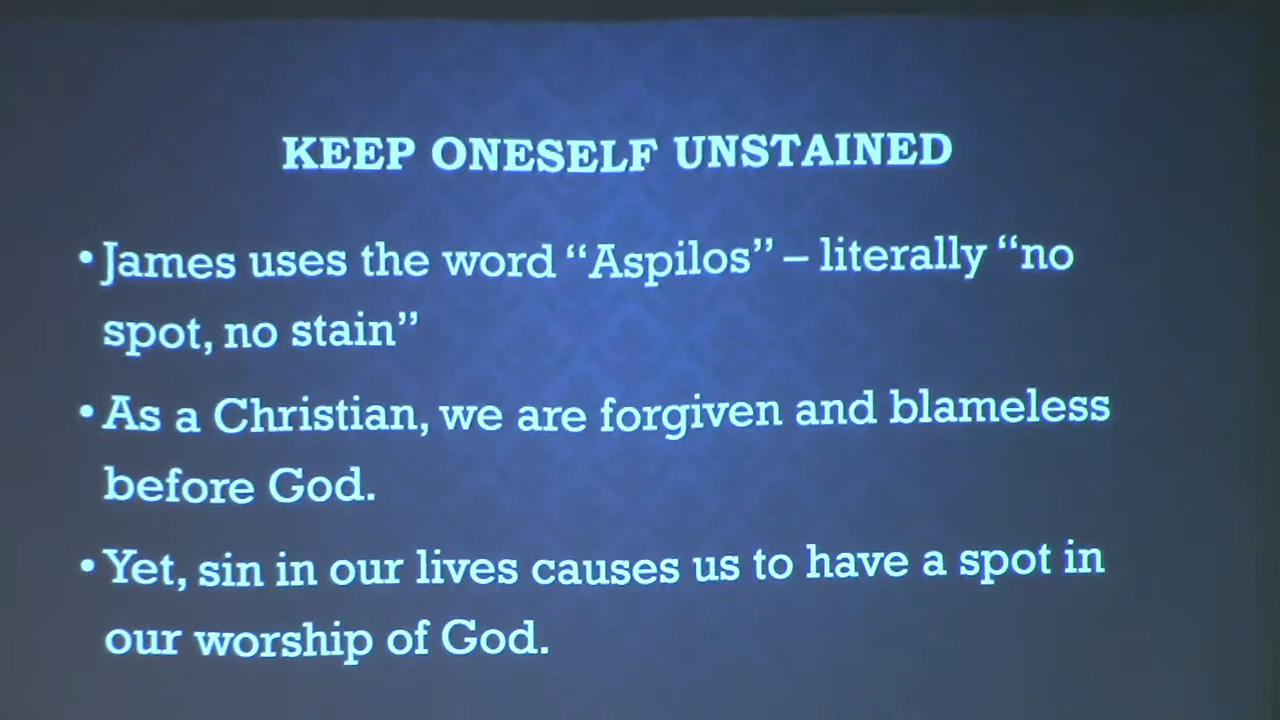 KEEP ONESELF UNSTAINED
• James uses the word “Aspilos” – literally “no
spot, no stain”
• As a Christian, we are forgiven and blameless
before God.
• Yet, sin in our lives causes us to have a spot in
our worship of God.